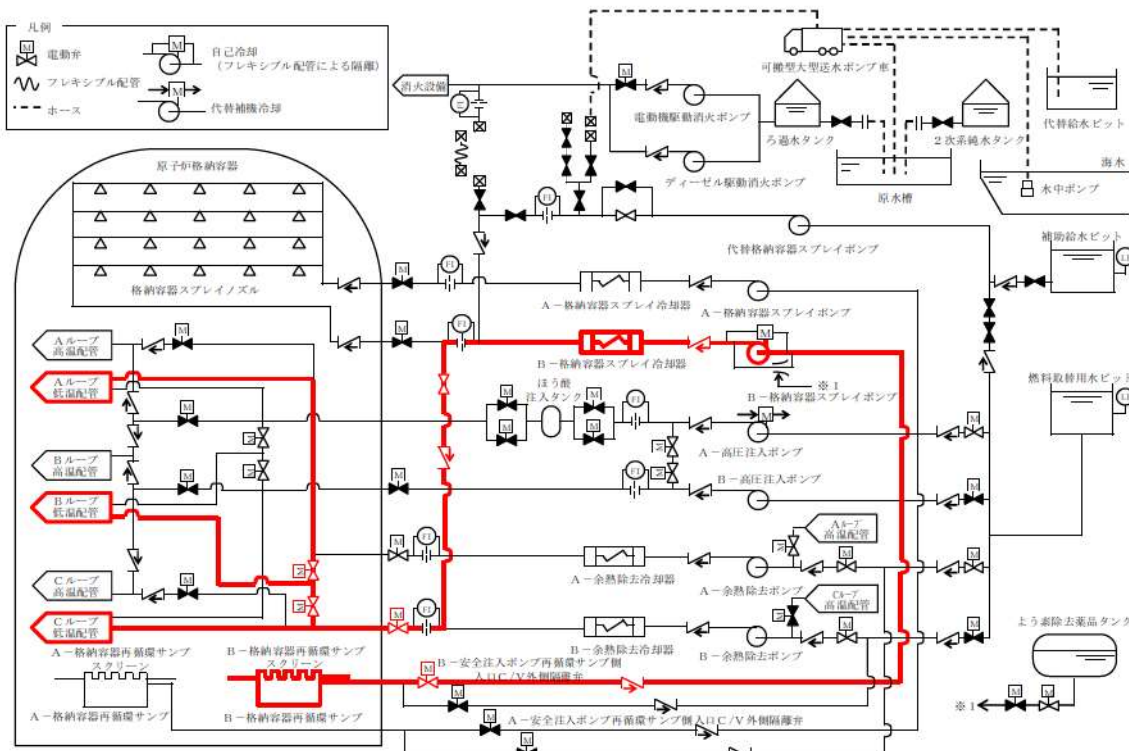 凡例
M
電動弁
フレキシブル配管
ホース
M
自己冷却
(フレキシブル配管による隔離)
M
代替補機冷却
消火設備
M
電動機駆動消火ポンプ
ディーゼル駆動消火ポンプ
可搬型大型送水ポンプ車
ろ過水タンク
2次系純水タンク
代替給水ピット
原水槽
海水
水中ポンプ
代替格納容器スプレイポンプ
補助給水ピット
原子炉格納容器
格納容器スプレイノズル
M
FI
A-格納容器スプレイ冷却器
A-格納容器スプレイポンプ
M
FI
B-格納容器スプレイ冷却器
M
※1
B-格納容器スプレイポンプ
燃料取替用水ピット
Aループ
高温配管
M
Aループ
低温配管
M
ほう酸
注入タンク
M
M
M
M
FI
M
A-高圧注入ポンプ
M
Bループ
高温配管
M
M
M
M
FI
B-高圧注入ポンプ
M
Bループ
低温配管
M
FI
A-余熱除去冷却器
A-余熱除去ポンプ
Aループ
高温配管
M
M
Cループ
高温配管
M
M
M
Cループ
低温配管
M
FI
B-余熱除去冷却器
B-余熱除去ポンプ
Cループ
高温配管
M
M
よう素除去薬品タンク
A-格納容器再循環サンプ
スクリーン
B-格納容器再循環サンプ
スクリーン
B-安全注入ポンプ再循環サンプ側
入口C/V外側隔離弁
M
A-格納容器再循環サンプ
B-格納容器再循環サンプ
M
A-安全注入ポンプ再循環サンプ側入口C/V外側隔離弁
M
M
※1
M
M